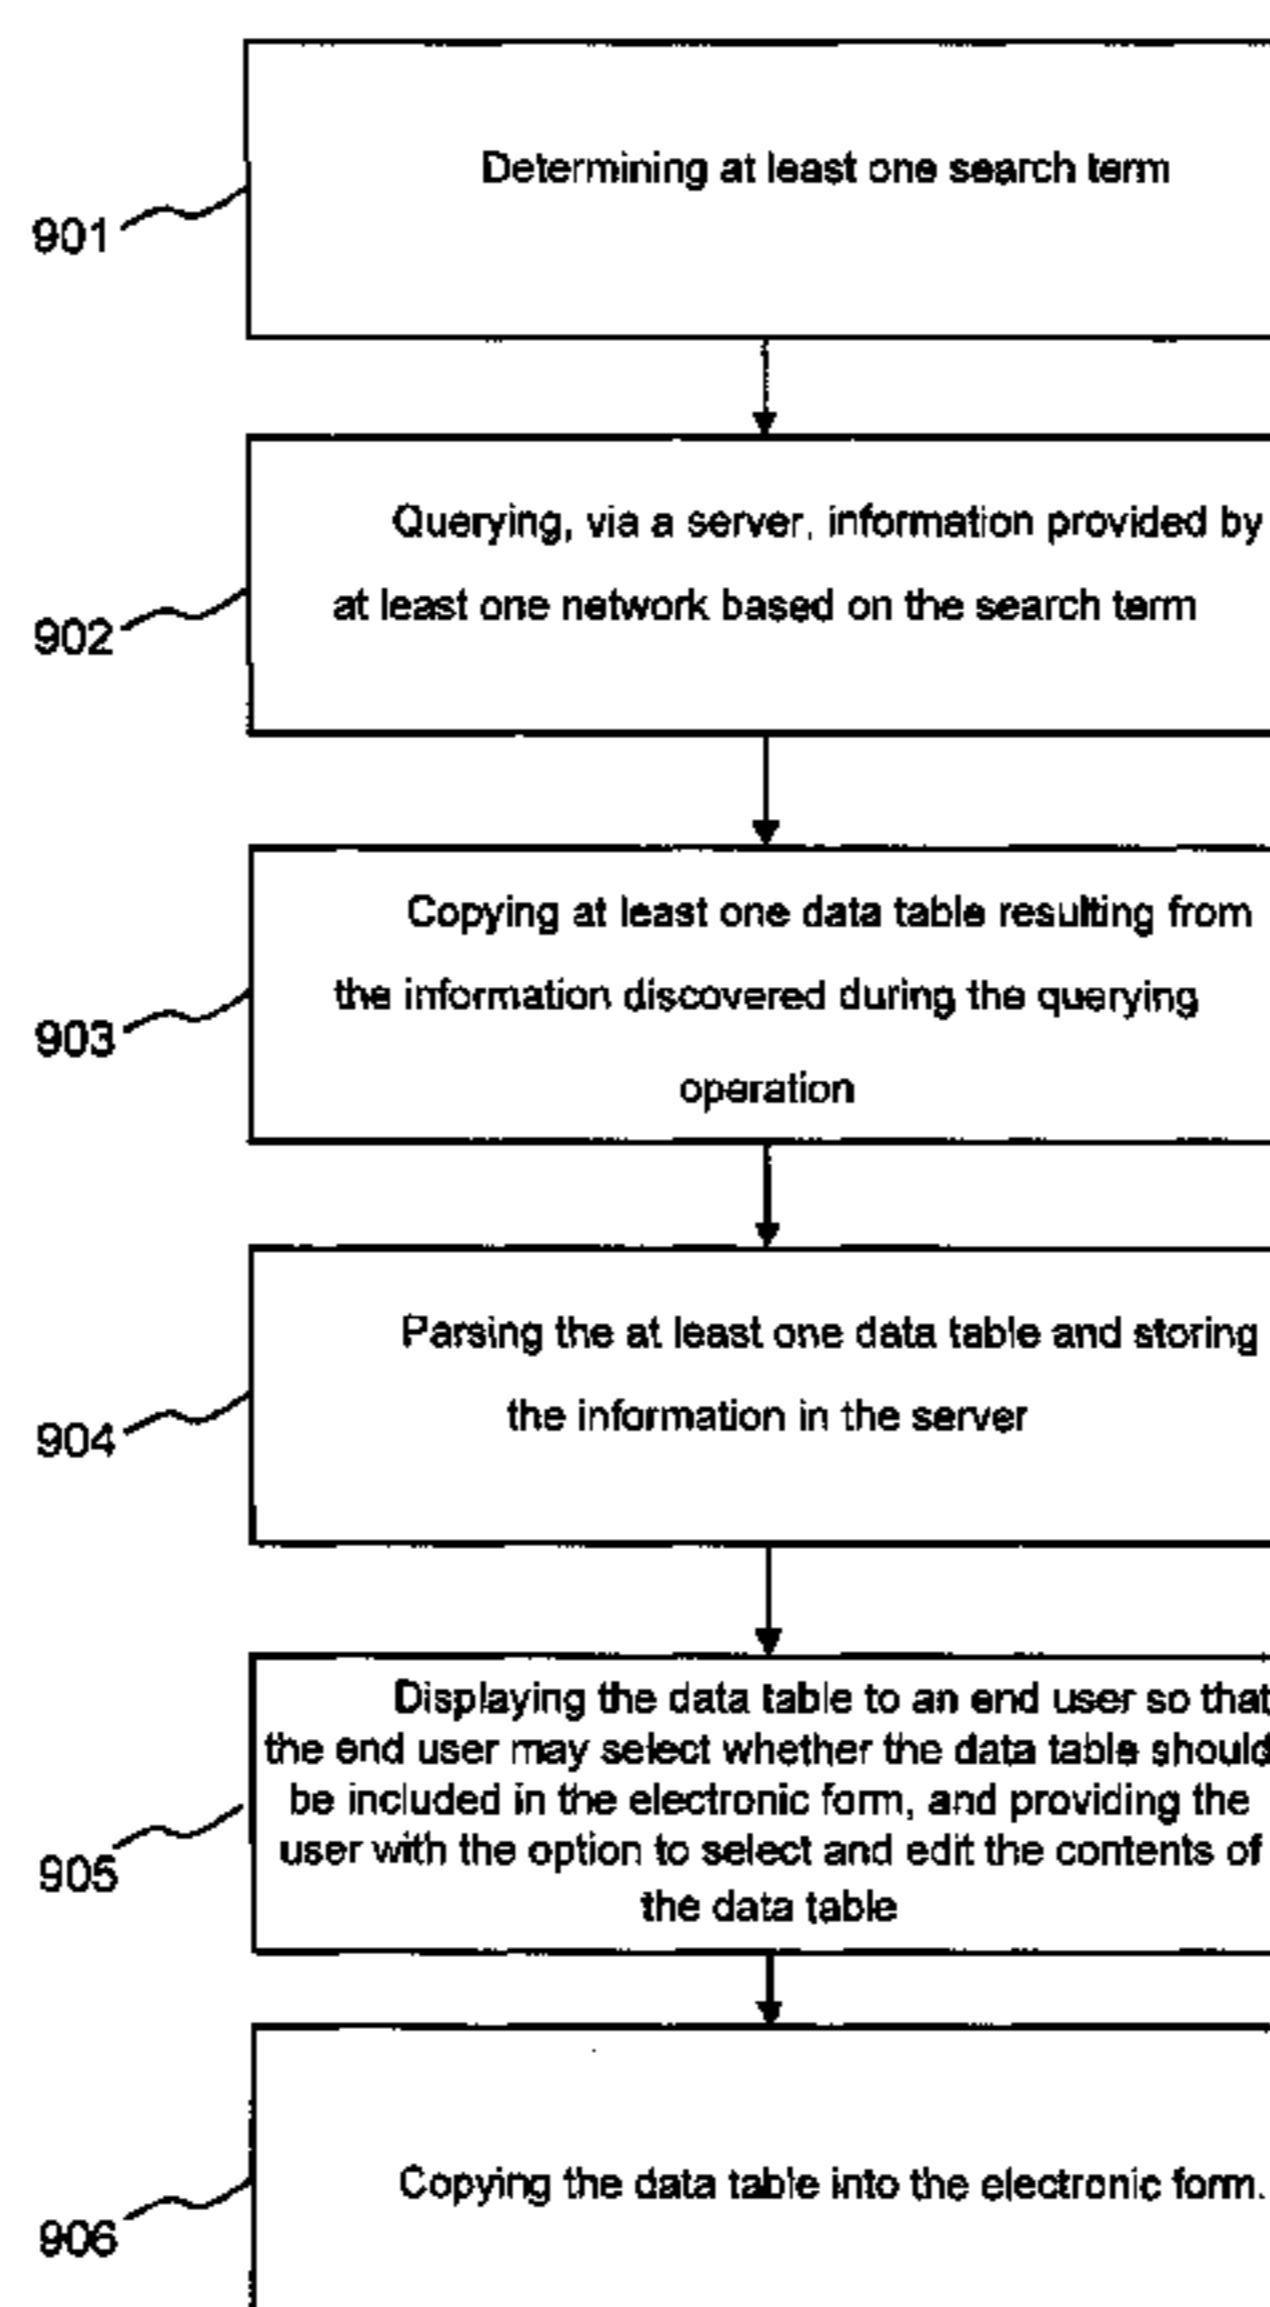 Determining at least one search term
901
Querying, via a server, information provided by
at least one network based on the search term
902
Copying at least one data table resulting from
the information discovered during the querying
operation
903
Parsing the at least one data table and storing
the information in the server
904
Displaying the data table to an end user so that
the end user may select whether the data table should
be included in the electronic form, and providing the
user with the option to select and edit the contents of
the data table
905
Copying the data table into the electronic form.
906